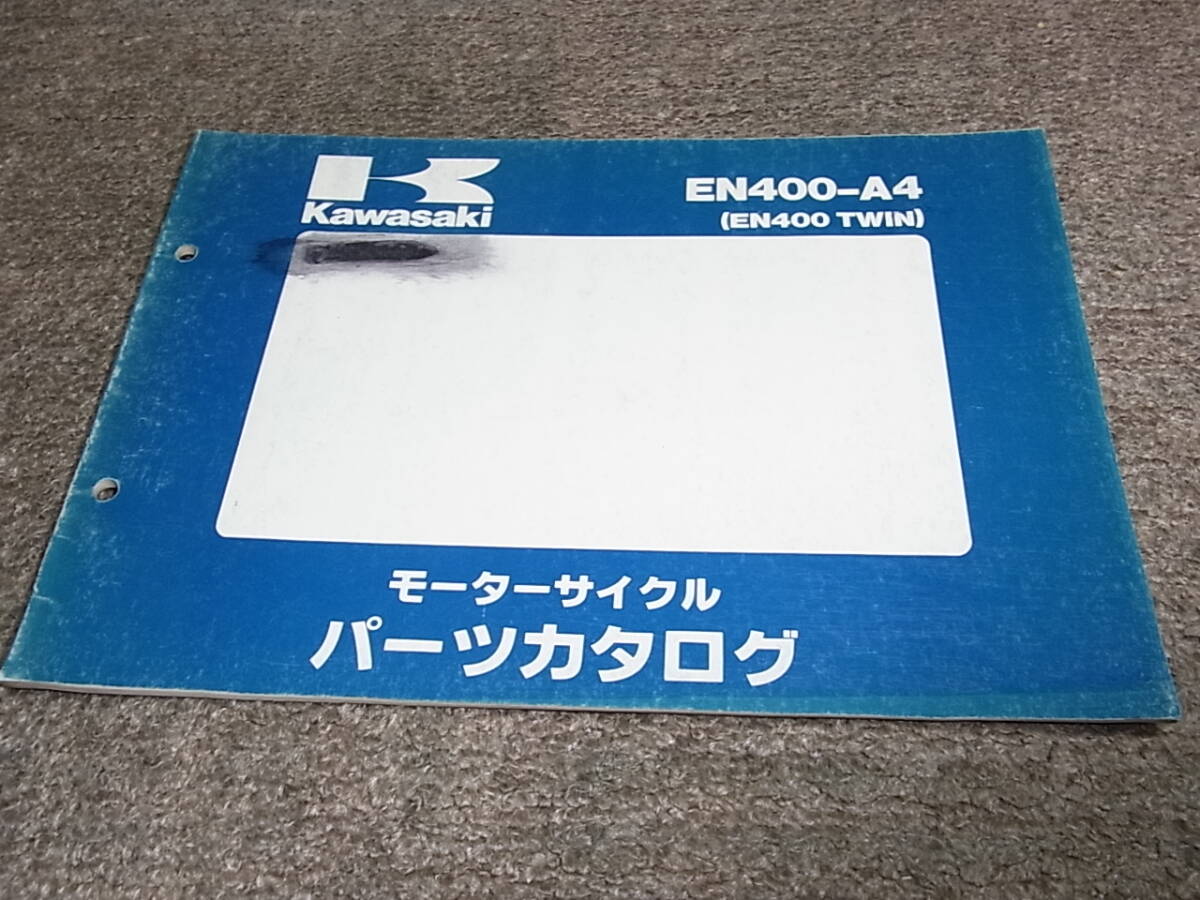 Kawasaki
EN400-A4
(EN400 TWIN)
モーターサイクル
パーツカタログ